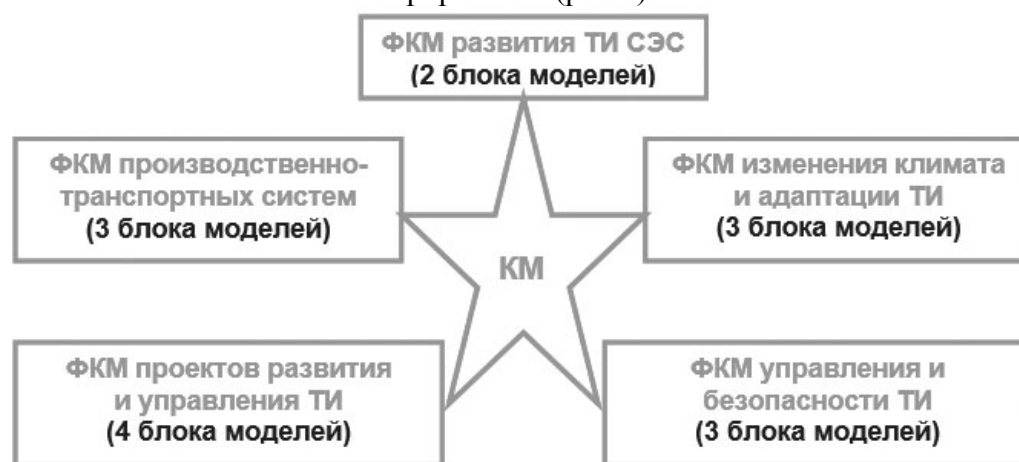 ФКМ развития ТИ СЭС
(2 блока моделей)
ФКМ производственно-
транспортных систем
(3 блока моделей)
ФКМ изменения климата
и адаптации ТИ
(3 блока моделей)
КМ
ФКМ проектов развития
и управления ТИ
(4 блока моделей)
ФКМ управления и
безопасности ТИ
(3 блока моделей)